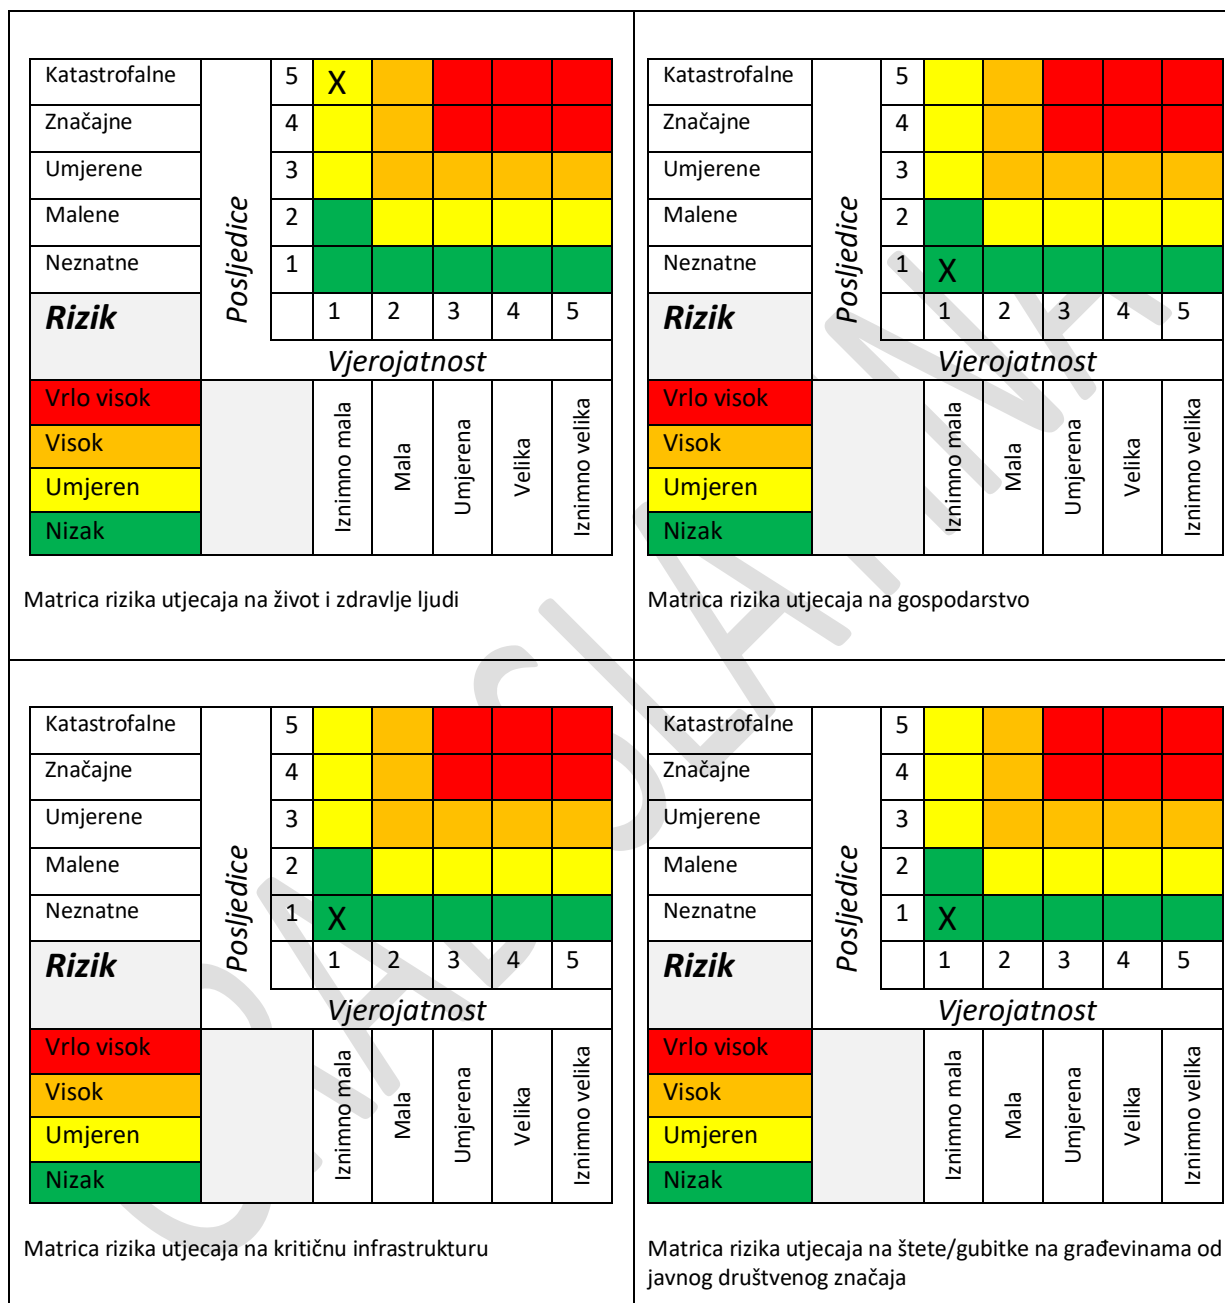 Katastrofalne 5 X
Značajne 4
Umjerene 3
Malene 2
Neznatne 1
Posljedice
Rizik 1 2 3 4 5
Vjerojatnost
Vrlo visok
Visok
Umjeren
Nizak
Iznimno mala
Mala
Umjerena
Velika
Iznimno velika
Matrica rizika utjecaja na život i zdravlje ljudi
Katastrofalne 5
Značajne 4
Umjerene 3
Malene 2
Neznatne 1 X
Posljedice
Rizik 1 2 3 4 5
Vjerojatnost
Vrlo visok
Visok
Umjeren
Nizak
Iznimno mala
Mala
Umjerena
Velika
Iznimno velika
Matrica rizika utjecaja na gospodarstvo
Katastrofalne 5
Značajne 4
Umjerene 3
Malene 2
Neznatne 1 X
Posljedice
Rizik 1 2 3 4 5
Vjerojatnost
Vrlo visok
Visok
Umjeren
Nizak
Iznimno mala
Mala
Umjerena
Velika
Iznimno velika
Matrica rizika utjecaja na kritičnu infrastrukturu
Katastrofalne 5
Značajne 4
Umjerene 3
Malene 2
Neznatne 1 X
Posljedice
Rizik 1 2 3 4 5
Vjerojatnost
Vrlo visok
Visok
Umjeren
Nizak
Iznimno mala
Mala
Umjerena
Velika
Iznimno velika
Matrica rizika utjecaja na štete/gubitke na građevinama od
javnog društvenog značaja